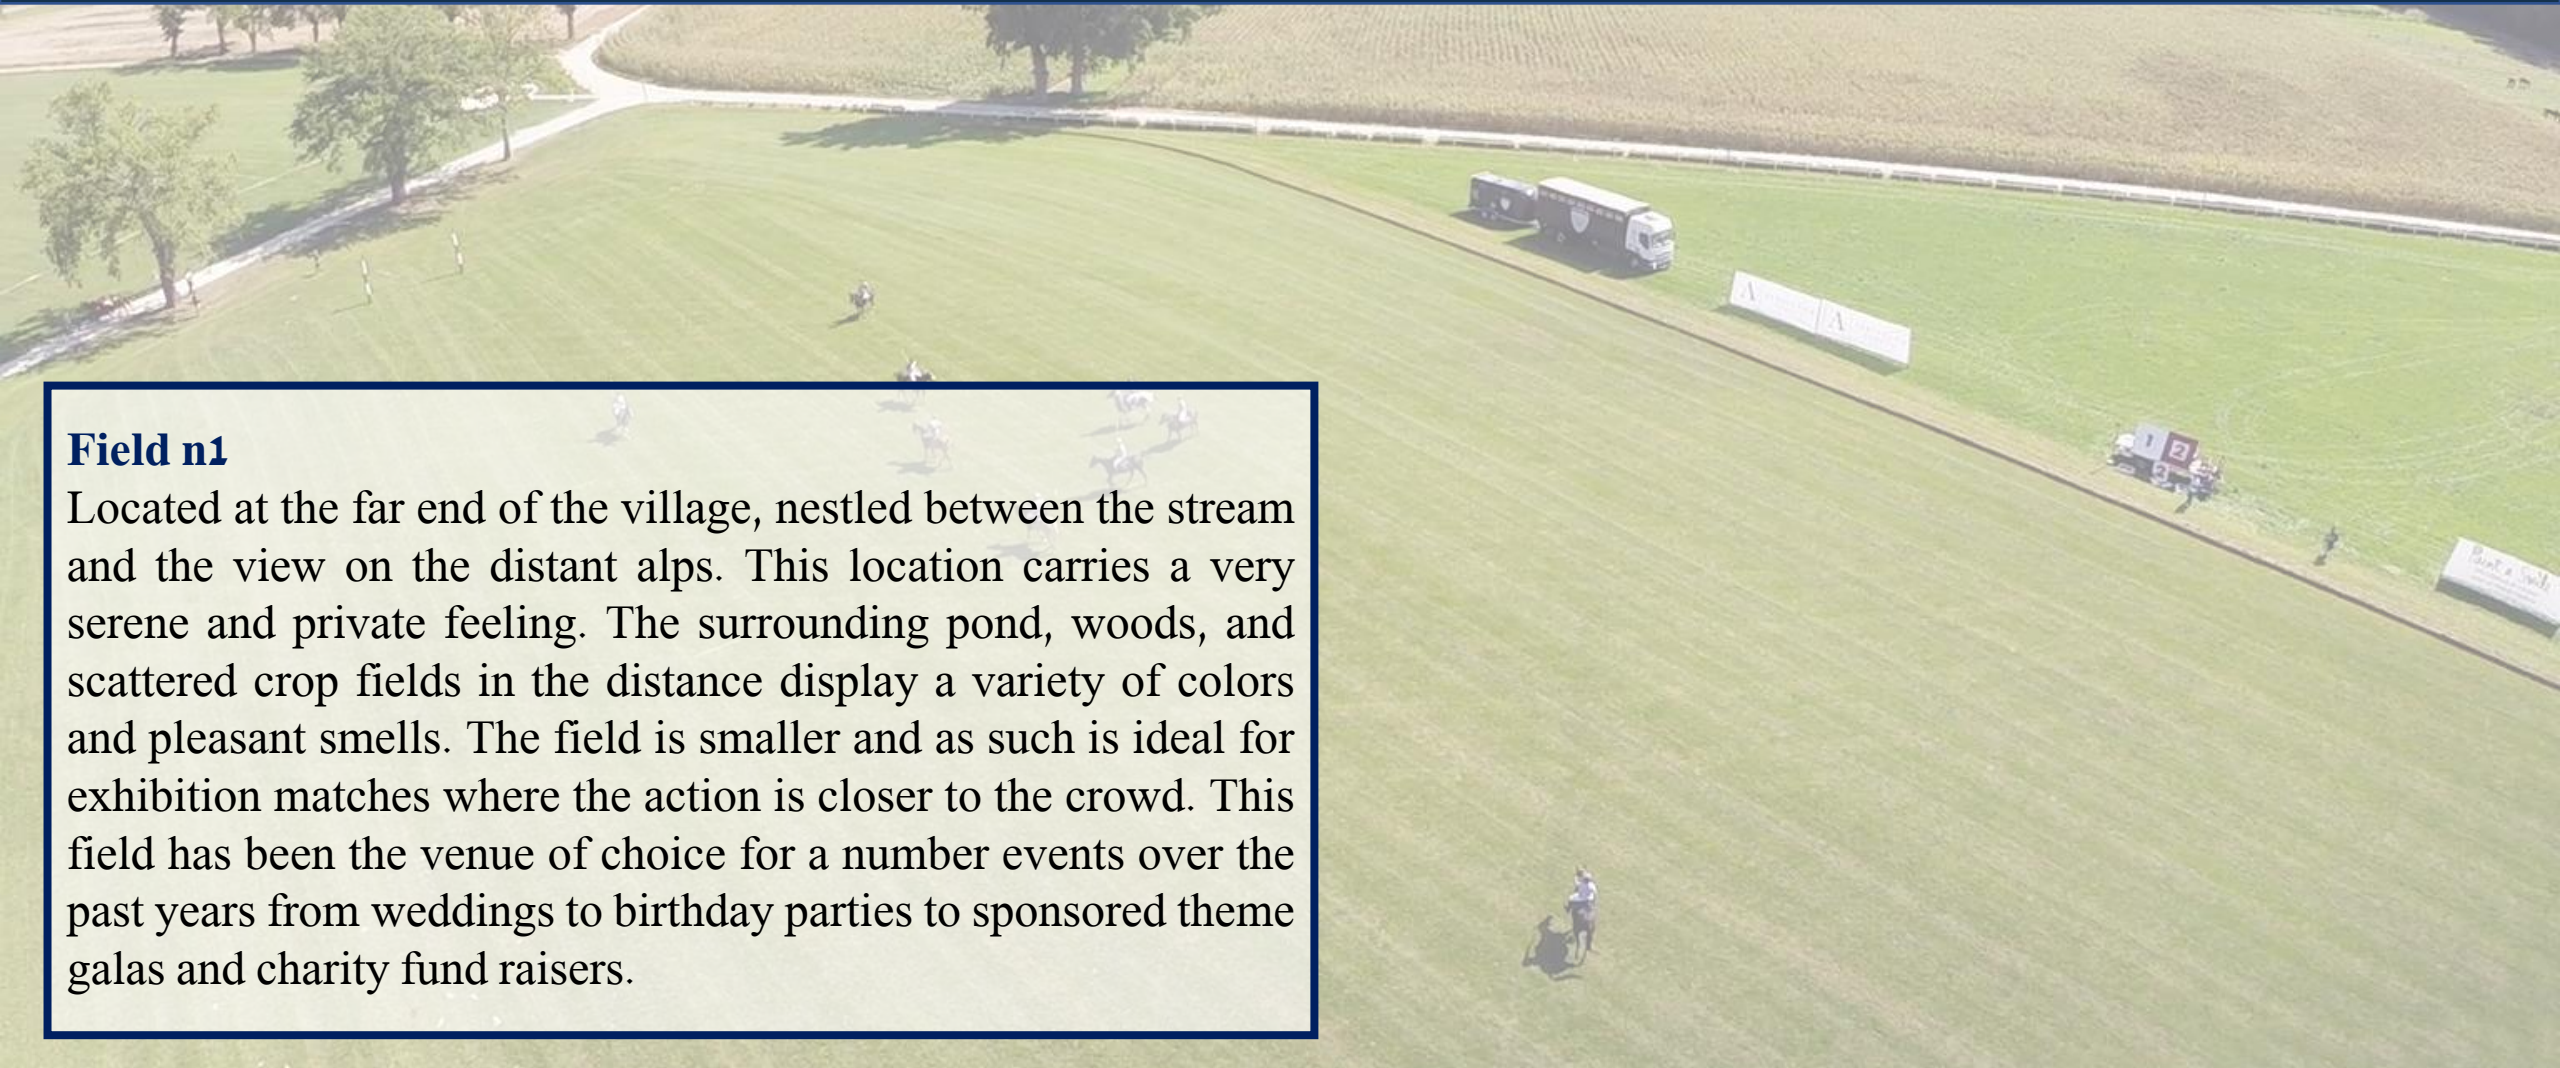 Field n1
Located at the far end of the village, nestled between the stream
and the view on the distant alps. This location carries a very
serene and private feeling. The surrounding pond, woods, and
scattered crop fields in the distance display a variety of colors
and pleasant smells. The field is smaller and as such is ideal for
exhibition matches where the action is closer to the crowd. This
field has been the venue of choice for a number events over the
past years from weddings to birthday parties to sponsored theme
galas and charity fund raisers.
A
A
1 2
2